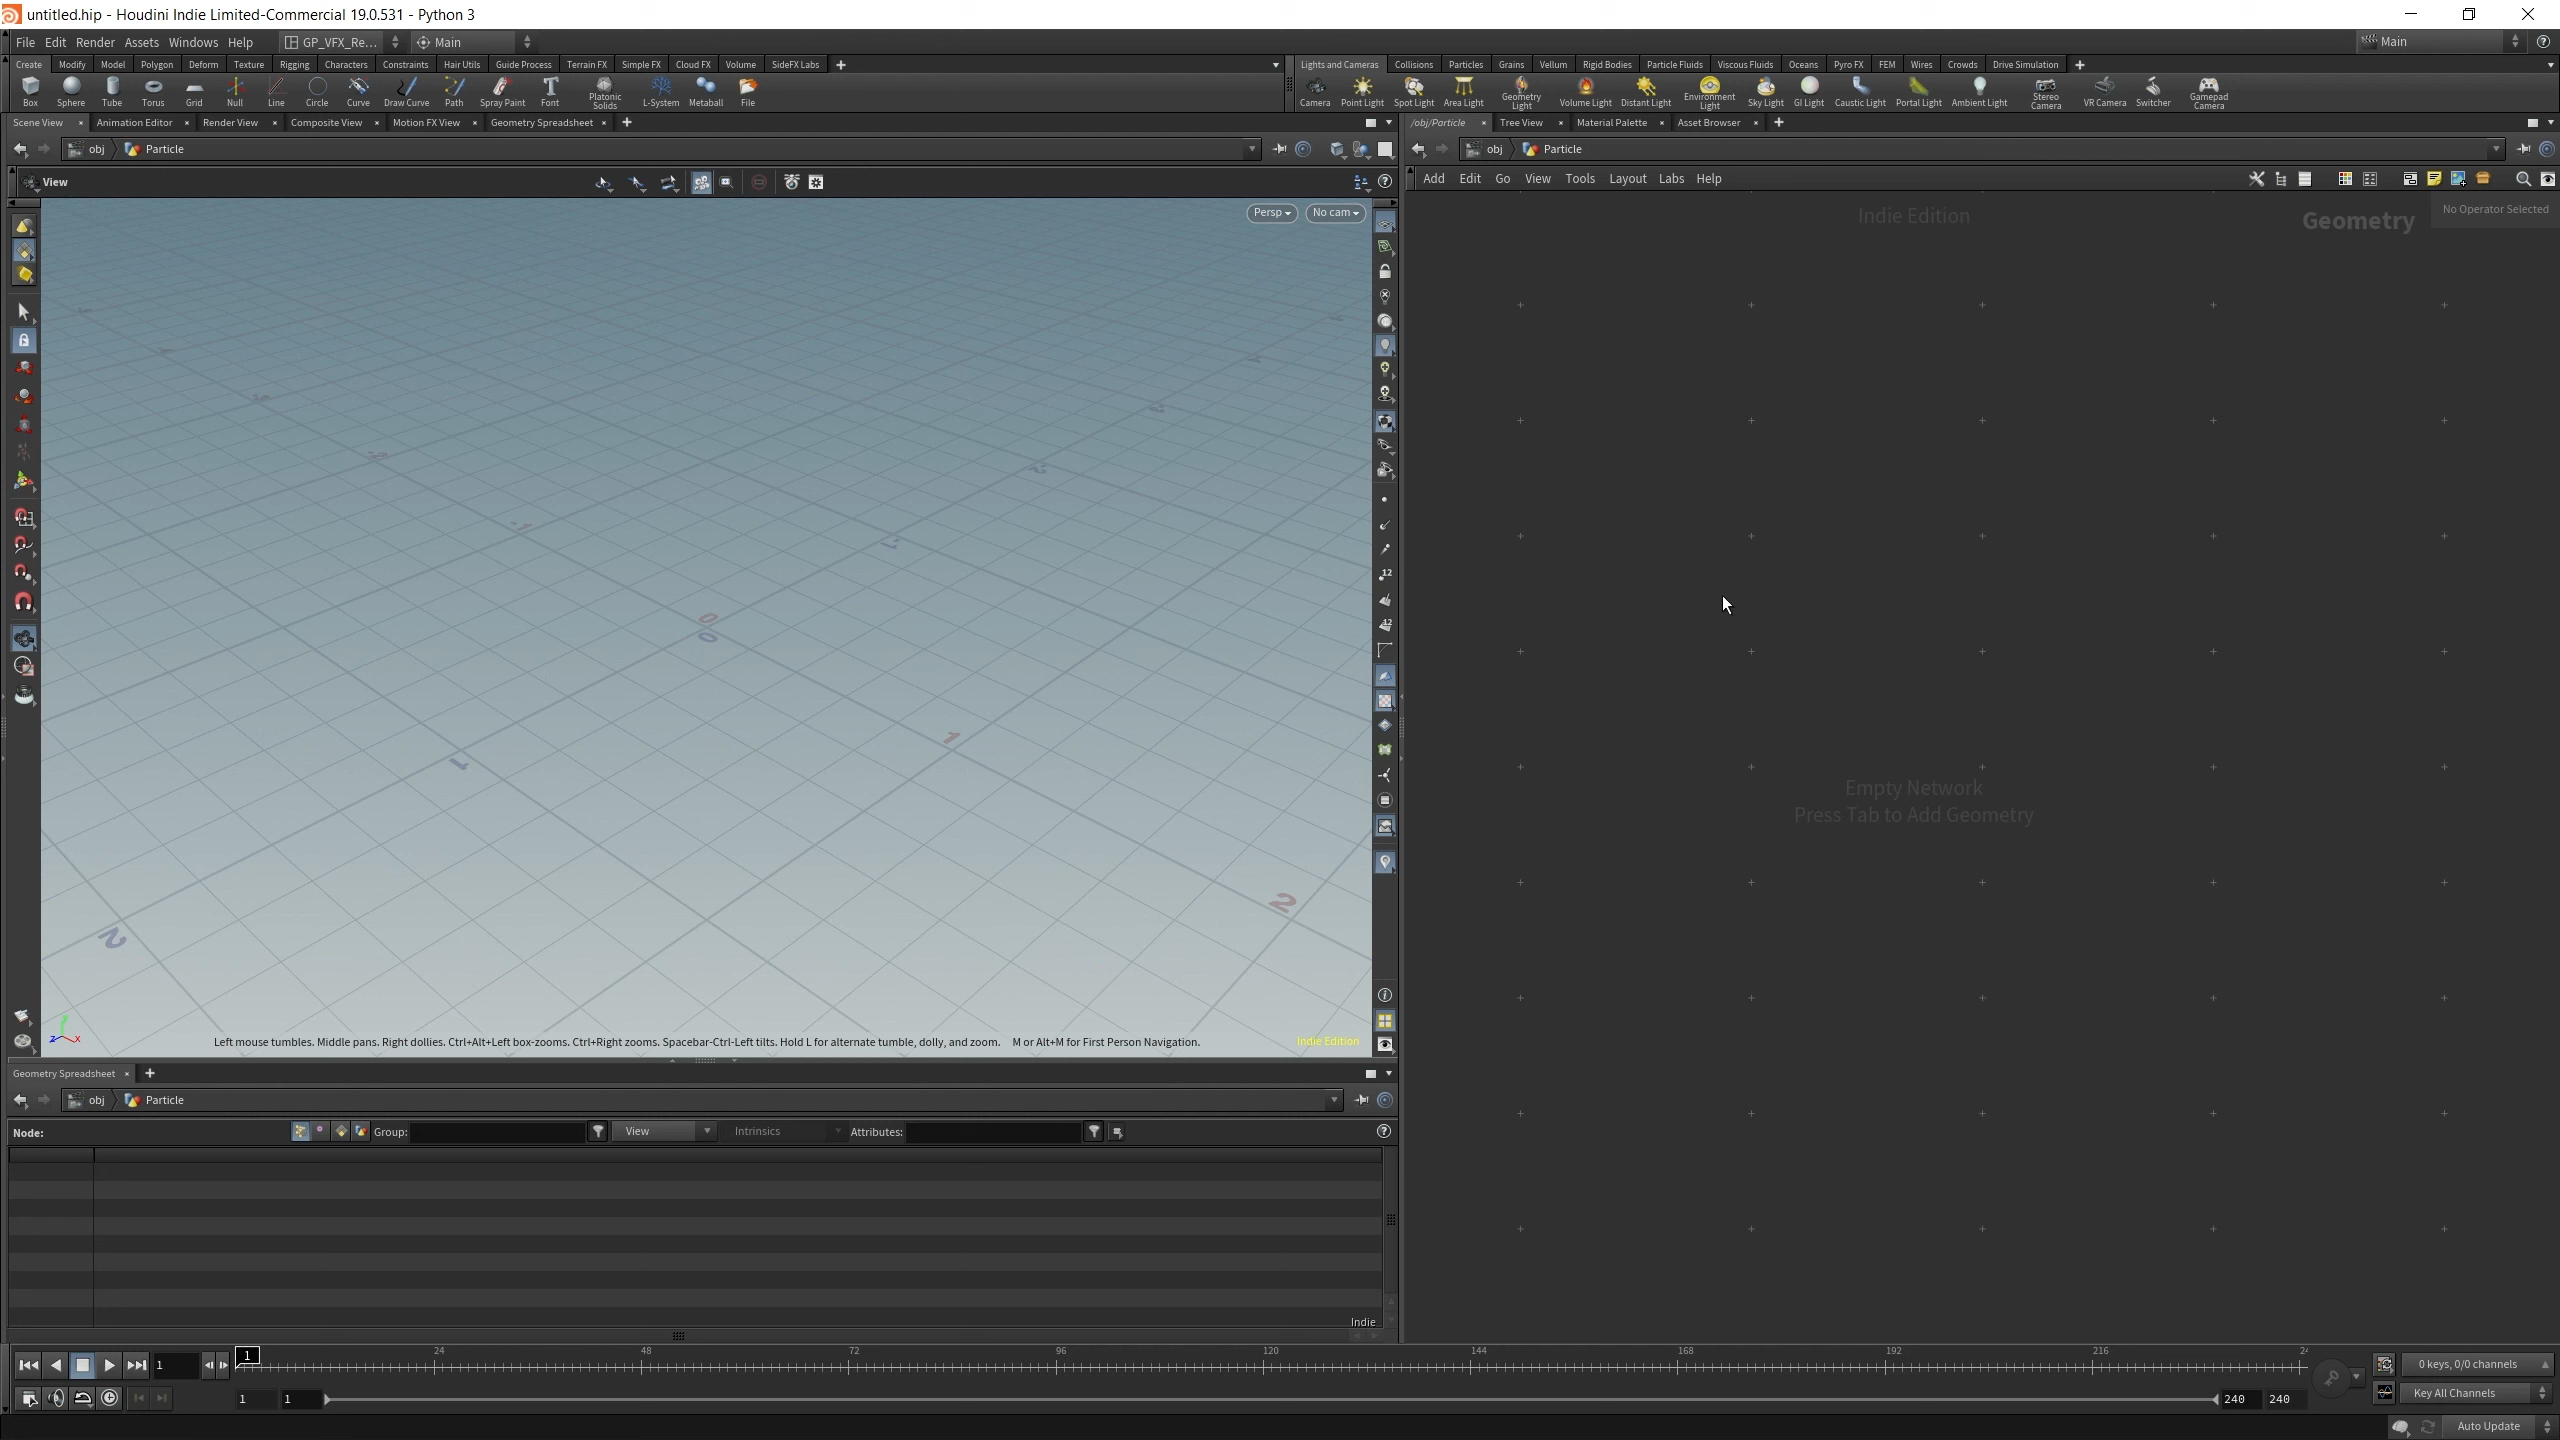 untitled.hip - Houdini Indie Limited-Commercial 19.0.531 - Python 3
File Edit Render Assets Windows Help GP_VFX_Re... Main Main
Create Modify Model Polygon Deform Texture Rigging Characters Constraints Hair Utils Guide Process Terrain FX Simple FX Cloud FX Volume SideFX Labs
Lights and Cameras Collisions Particles Grains Vellum Rigid Bodies Particle Fluids Viscous Fluids Oceans Pyro FX FEM Wires Crowds Drive Simulation
Box Sphere Tube Torus Grid Null Line Circle Curve Draw Curve Path Spray Paint Font Platonic Solids L-System Metaball File
Camera Point Light Spot Light Area Light Geometry Light Volume Light Distant Light Environment Light Sky Light GI Light Caustic Light Portal Light Ambient Light Stereo Camera VR Camera Switcher Gamepad Camera
Scene View Animation Editor Render View Composite View Motion FX View Geometry Spreadsheet
/obj/Particle Tree View Material Palette Asset Browser
obj Particle
obj Particle
View
Add Edit Go View Tools Layout Labs Help
Persp No cam
Indie Edition
Geometry
No Operator Selected
12
12
0
0
1
1
2
2
Empty Network
Press Tab to Add Geometry
Left mouse tumbles. Middle pans. Right dollies. Ctrl+Alt+Left box-zooms. Ctrl+Right zooms. Spacebar-Ctrl-Left tilts. Hold L for alternate tumble, dolly, and zoom. M or Alt+M for First Person Navigation.
Indie Edition
z x
Geometry Spreadsheet
obj Particle
Node: Group: View Intrinsics Attributes:
Indie
1 1 24 48 72 96 120 144 168 192 216
0 keys, 0/0 channels
1 1 240 240
Key All Channels
Auto Update